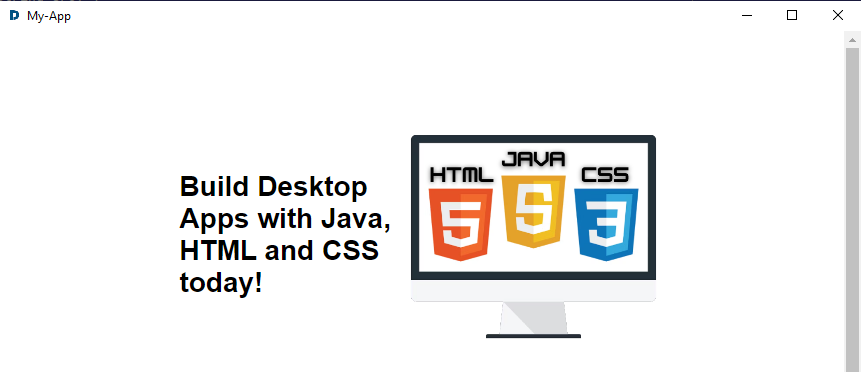 My-App
Build Desktop
Apps with Java,
HTML and CSS
today!
HTML
JAVA
CSS
5
5
3